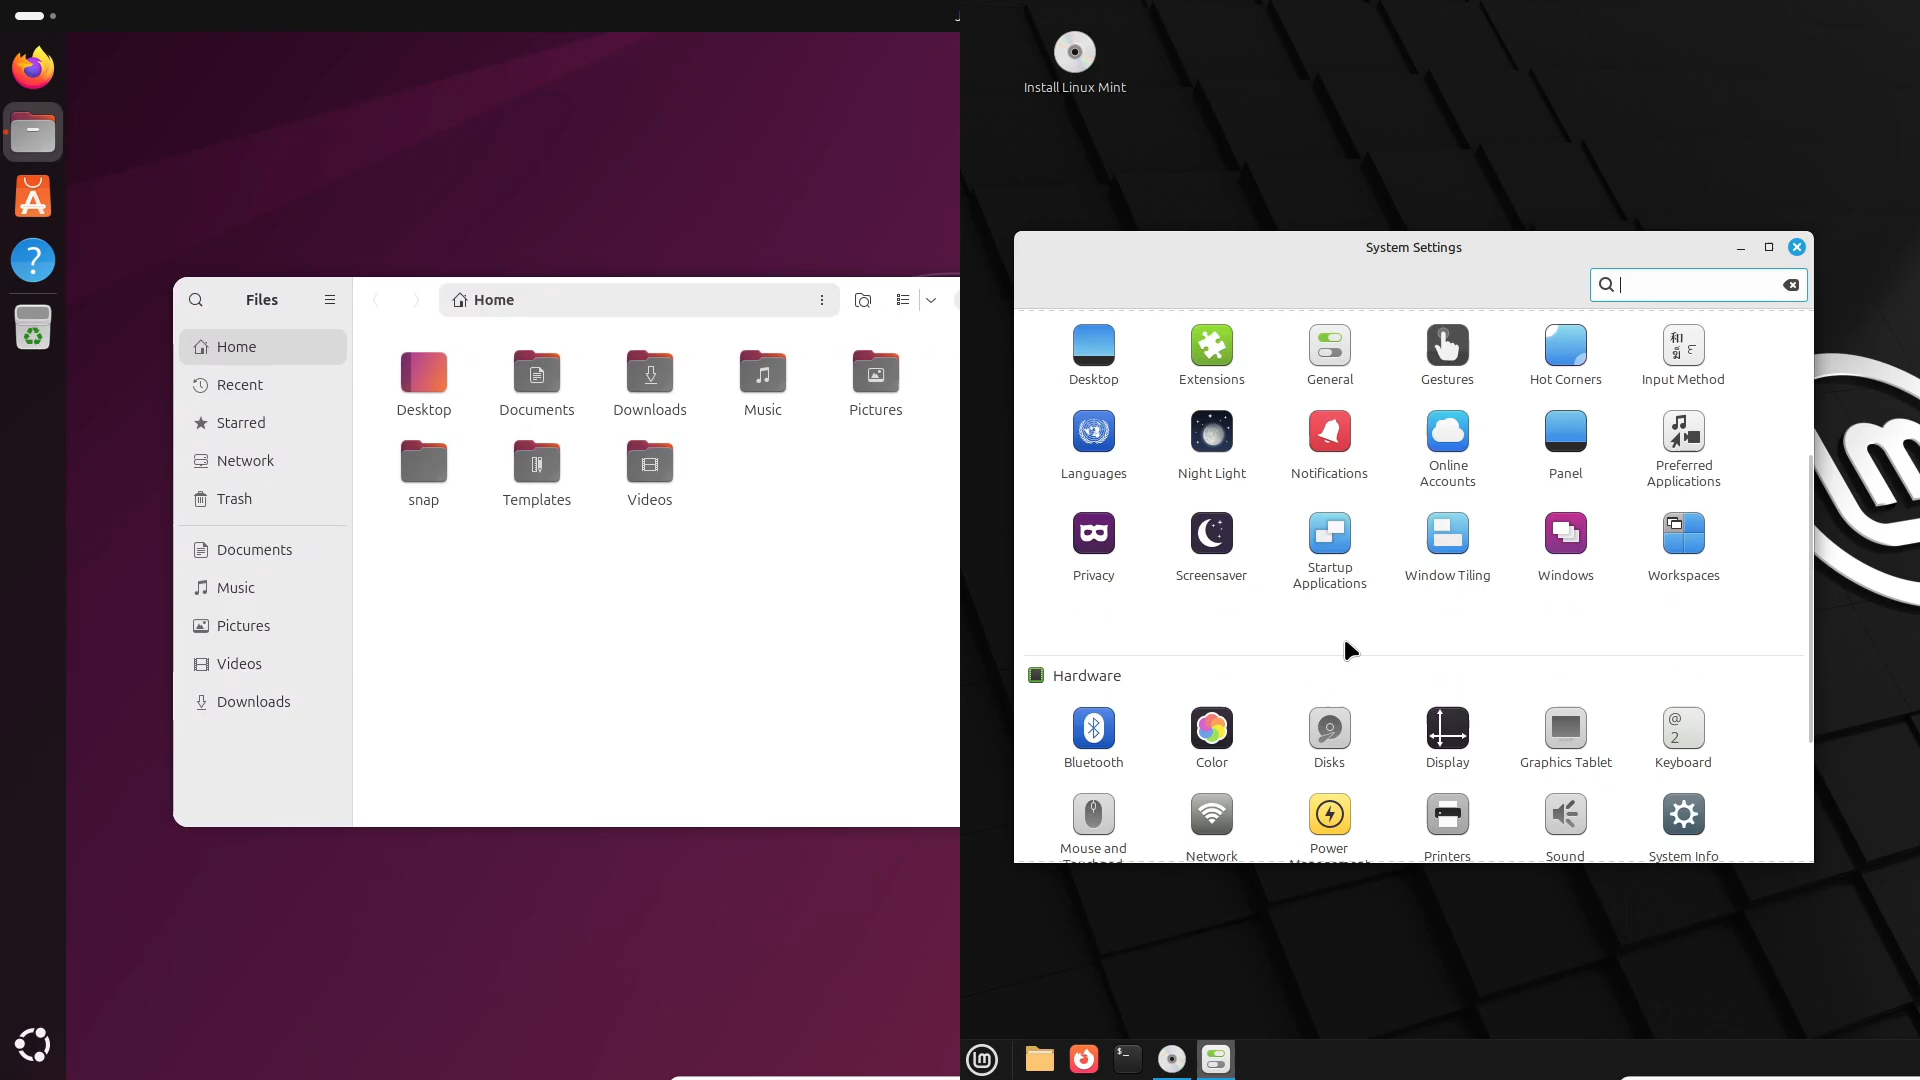 Files
Home
Home
Recent
Starred
Network
Trash
Documents
Music
Pictures
Videos
Downloads
Desktop
Documents
Downloads
Music
Pictures
snap
Templates
Videos
Install Linux Mint
System Settings
Desktop
Extensions
General
Gestures
Hot Corners
Input Method
Languages
Night Light
Notifications
Online
Accounts
Panel
Preferred
Applications
Privacy
Screensaver
Startup
Applications
Window Tiling
Windows
Workspaces
Hardware
Bluetooth
Color
Disks
Display
Graphics Tablet
Keyboard
Mouse and
Touchpad
Network
Power
Management
Printers
Sound
System Info